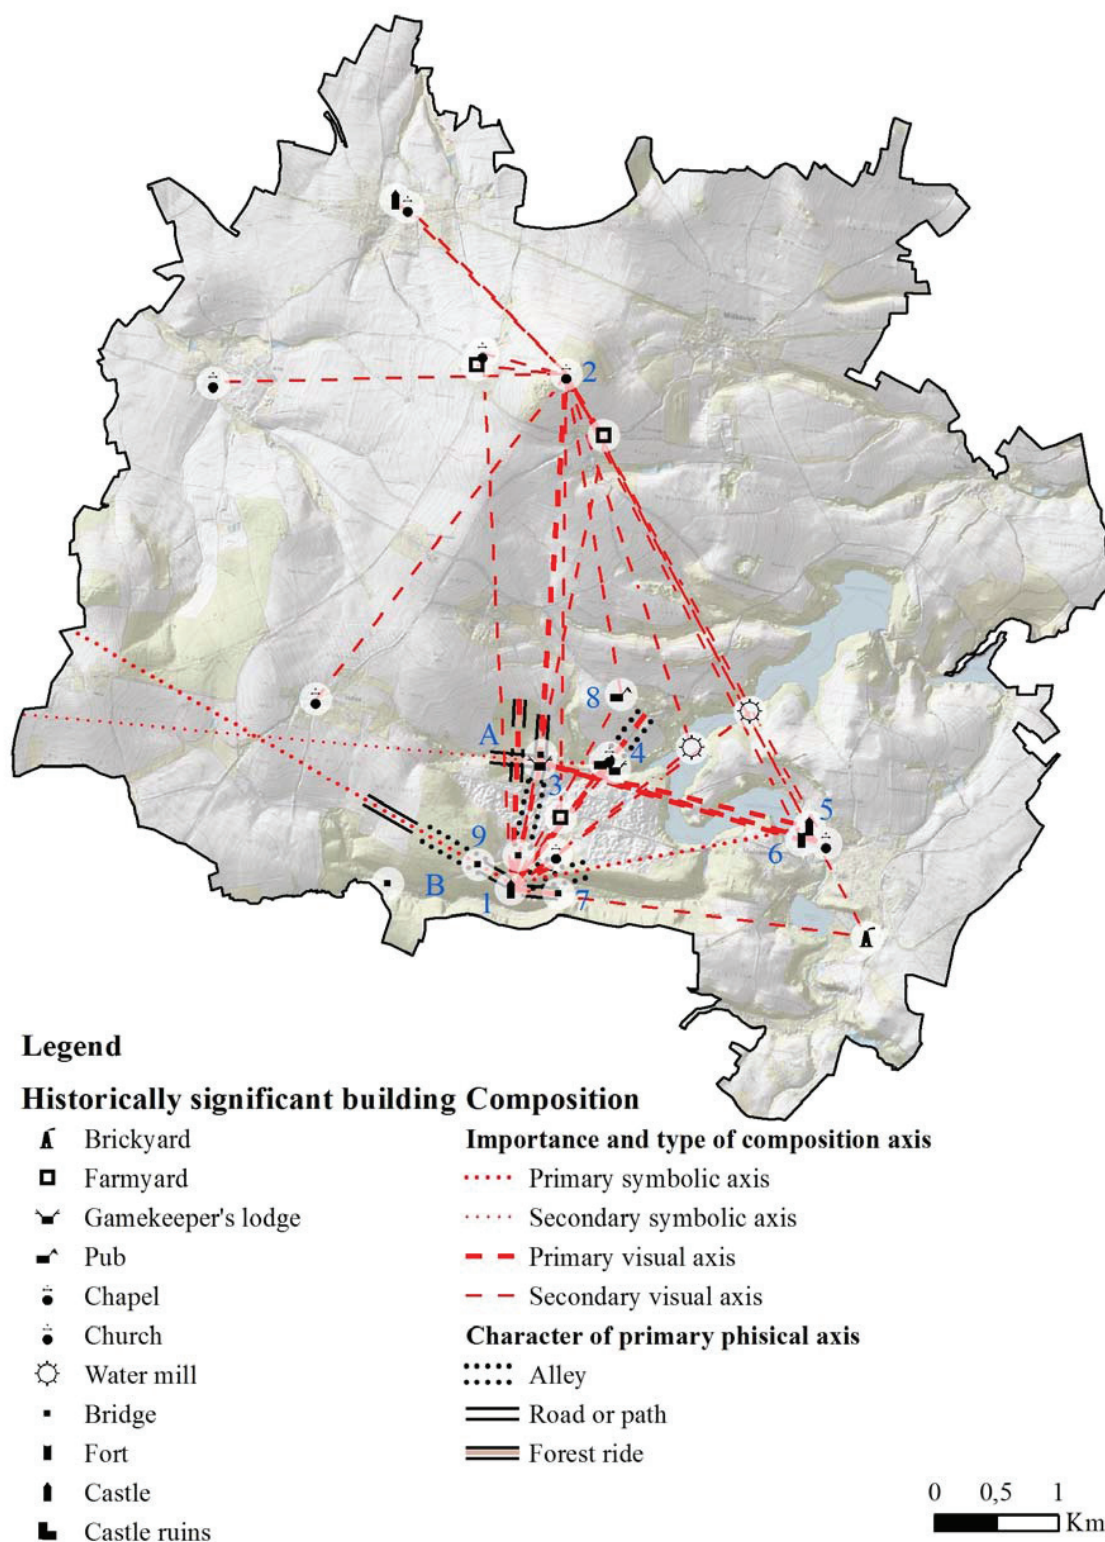 2
8
A
4
3
5
9
6
B
1
7
Legend
Historically significant building
Brickyard
Farmyard
Gamekeeper's lodge
Pub
Chapel
Church
Water mill
Bridge
Fort
Castle
Castle ruins
Composition
Importance and type of composition axis
Primary symbolic axis
Secondary symbolic axis
Primary visual axis
Secondary visual axis
Character of primary phisical axis
Alley
Road or path
Forest ride
0 0,5 1
Km